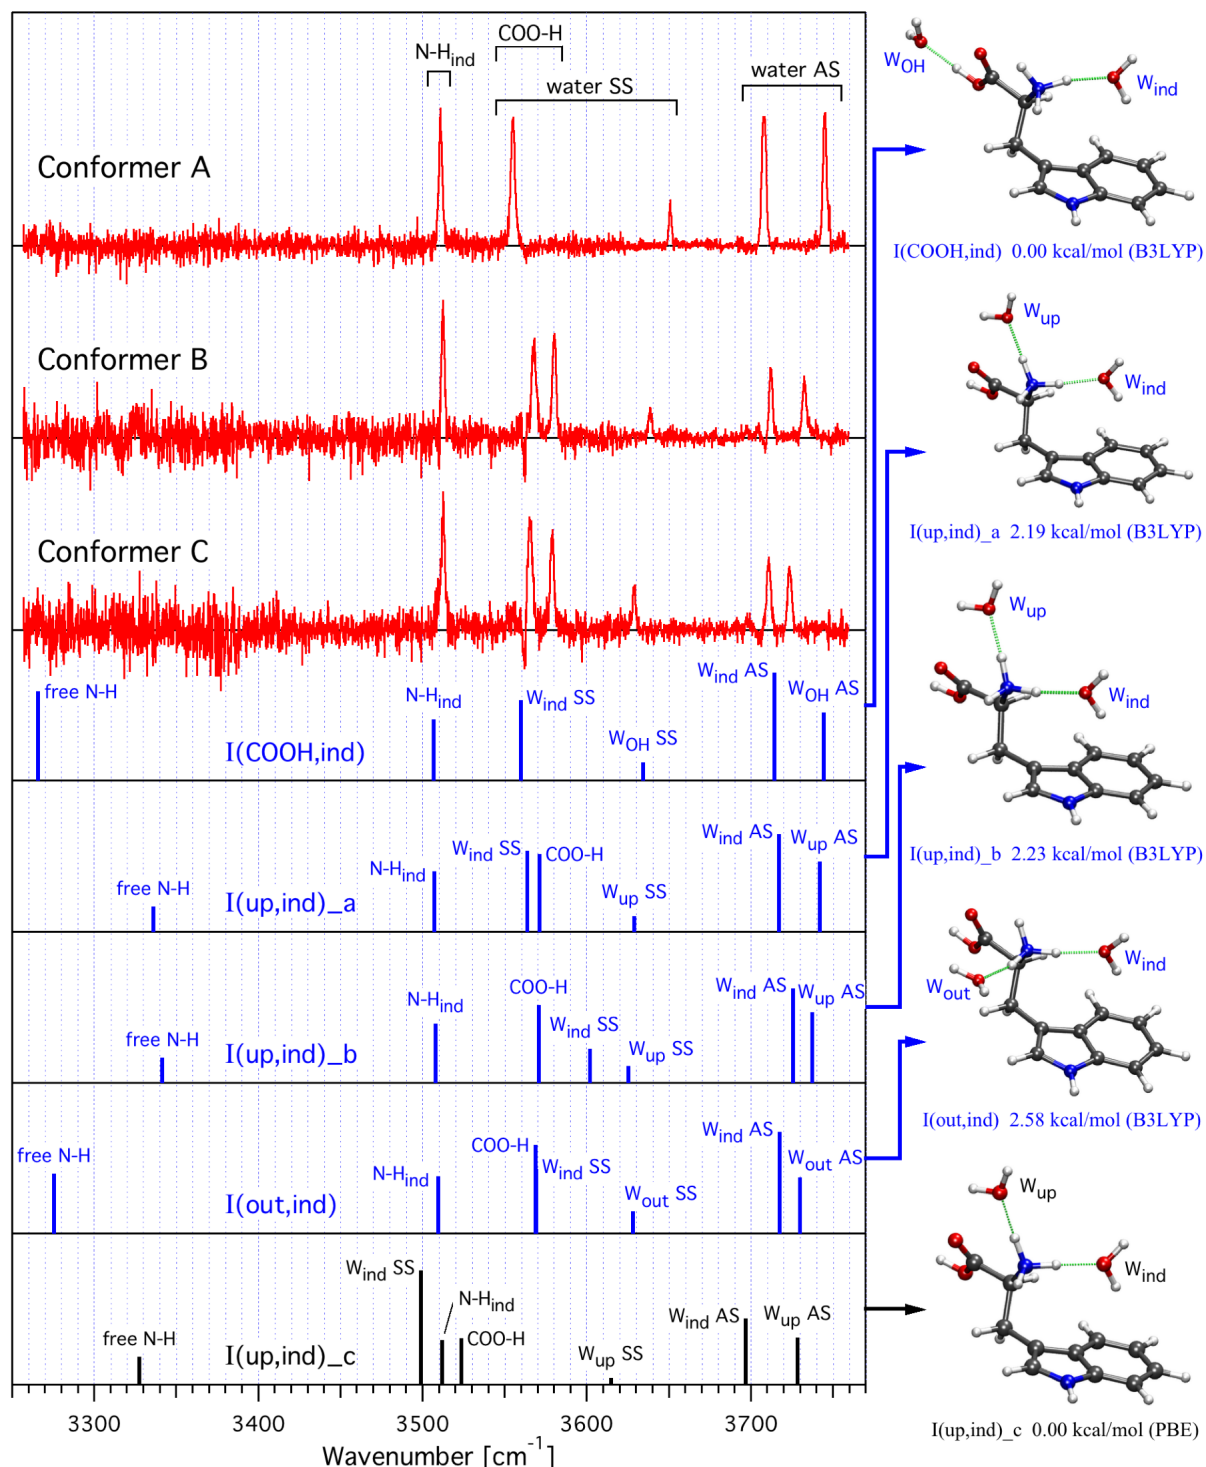 COO-H
N-Hind
water SS
water AS
Conformer A
Conformer B
Conformer C
free N-H
N-Hind
Wind SS
WOH SS
Wind AS
WOH AS
I(COOH,ind)
free N-H
N-Hind
Wind SS
COO-H
Wup SS
Wind AS
Wup AS
I(up,ind)_a
free N-H
N-Hind
COO-H
Wind SS
Wup SS
Wind AS
Wup AS
I(up,ind)_b
free N-H
N-Hind
COO-H
Wind SS
Wout SS
Wind AS
Wout AS
I(out,ind)
free N-H
Wind SS
N-Hind
COO-H
Wup SS
Wind AS
Wup AS
I(up,ind)_c
3300
3400
3500
3600
3700
Wavenumber [cm-1]
WOH
Wind
I(COOH,ind) 0.00 kcal/mol (B3LYP)
Wup
Wind
I(up,ind)_a 2.19 kcal/mol (B3LYP)
Wup
Wind
I(up,ind)_b 2.23 kcal/mol (B3LYP)
Wout
Wind
I(out,ind) 2.58 kcal/mol (B3LYP)
Wup
Wind
I(up,ind)_c 0.00 kcal/mol (PBE)